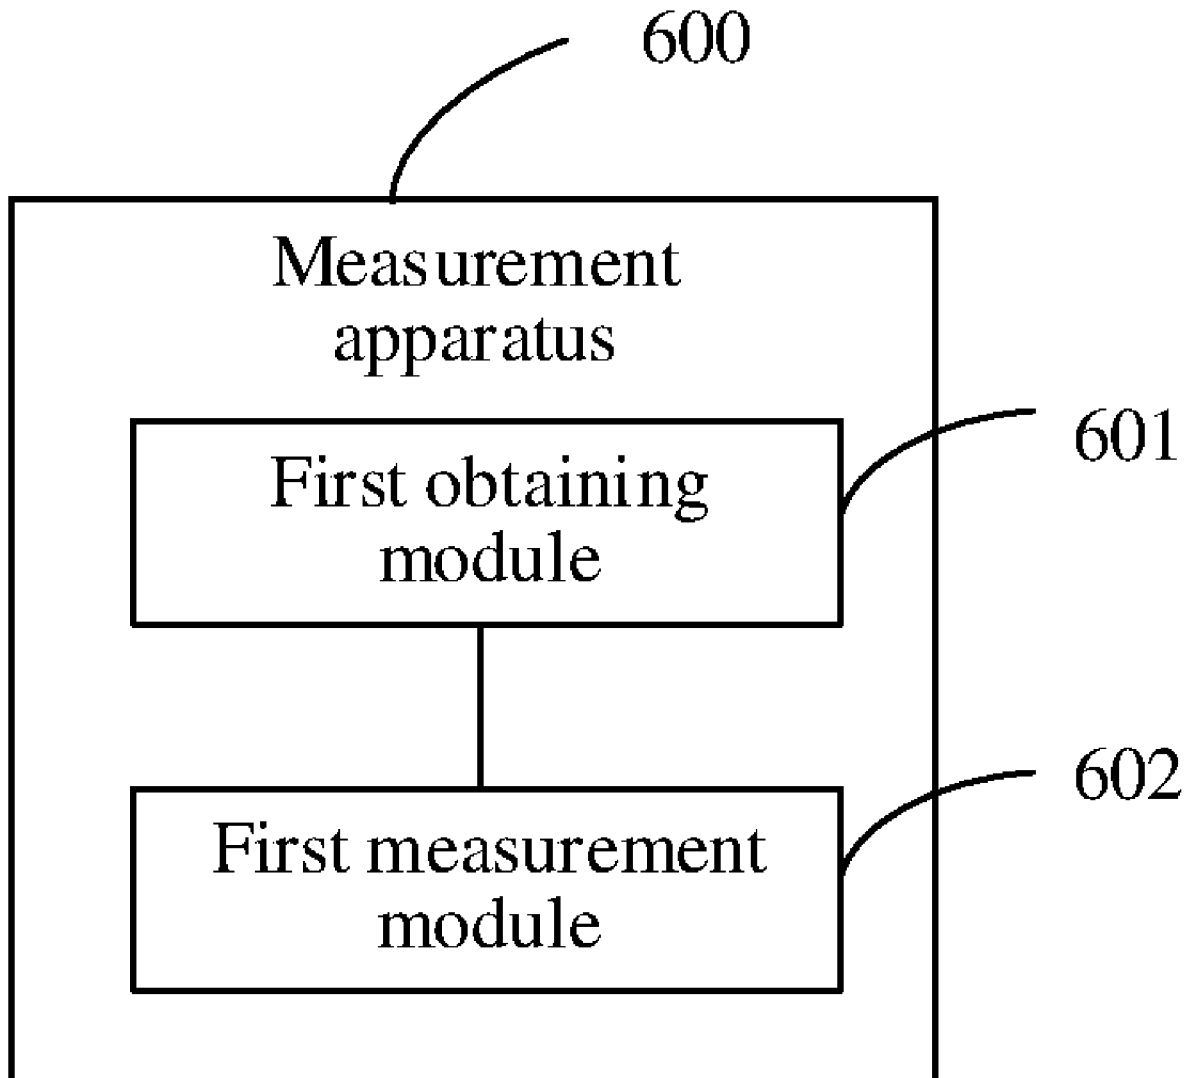 600
Measurement
apparatus
First obtaining
module
601
First measurement
module
602